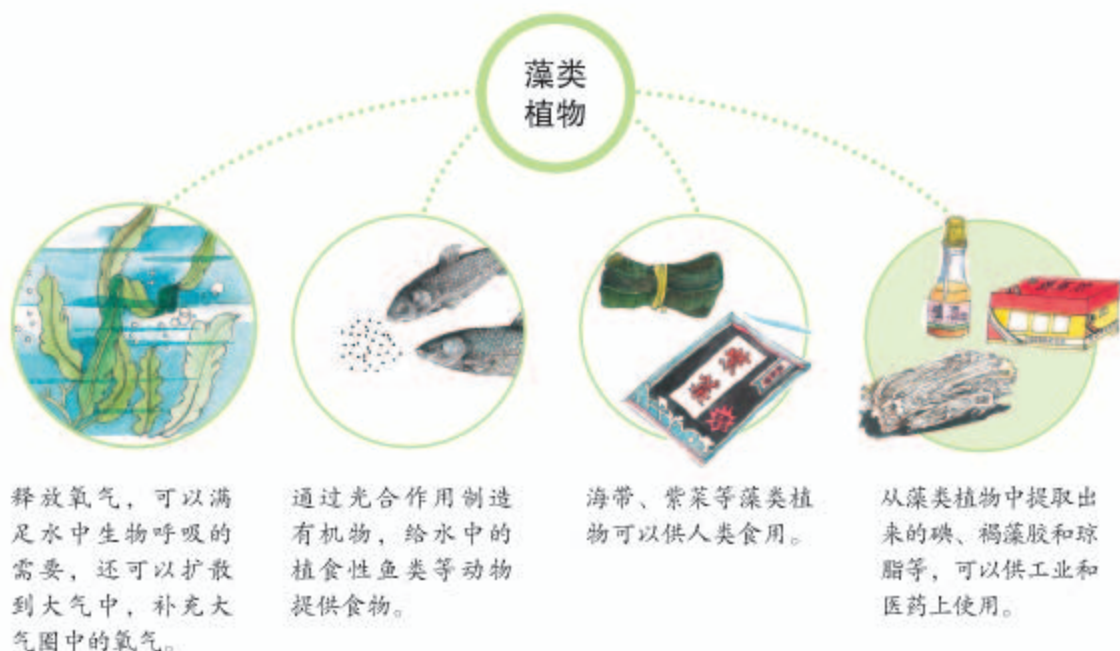 藻类
植物
释放氧气，可以满
足水中生物呼吸的
需要，还可以扩散
到大气中，补充大
气圈中的氧气。
通过光合作用制造
有机物，给水中的
植食性鱼类等动物
提供食物。
海带、紫菜等藻类植
物可以供人类食用。
从藻类植物中提取出
来的碘、褐藻胶和琼
脂等，可以供工业和
医药上使用。